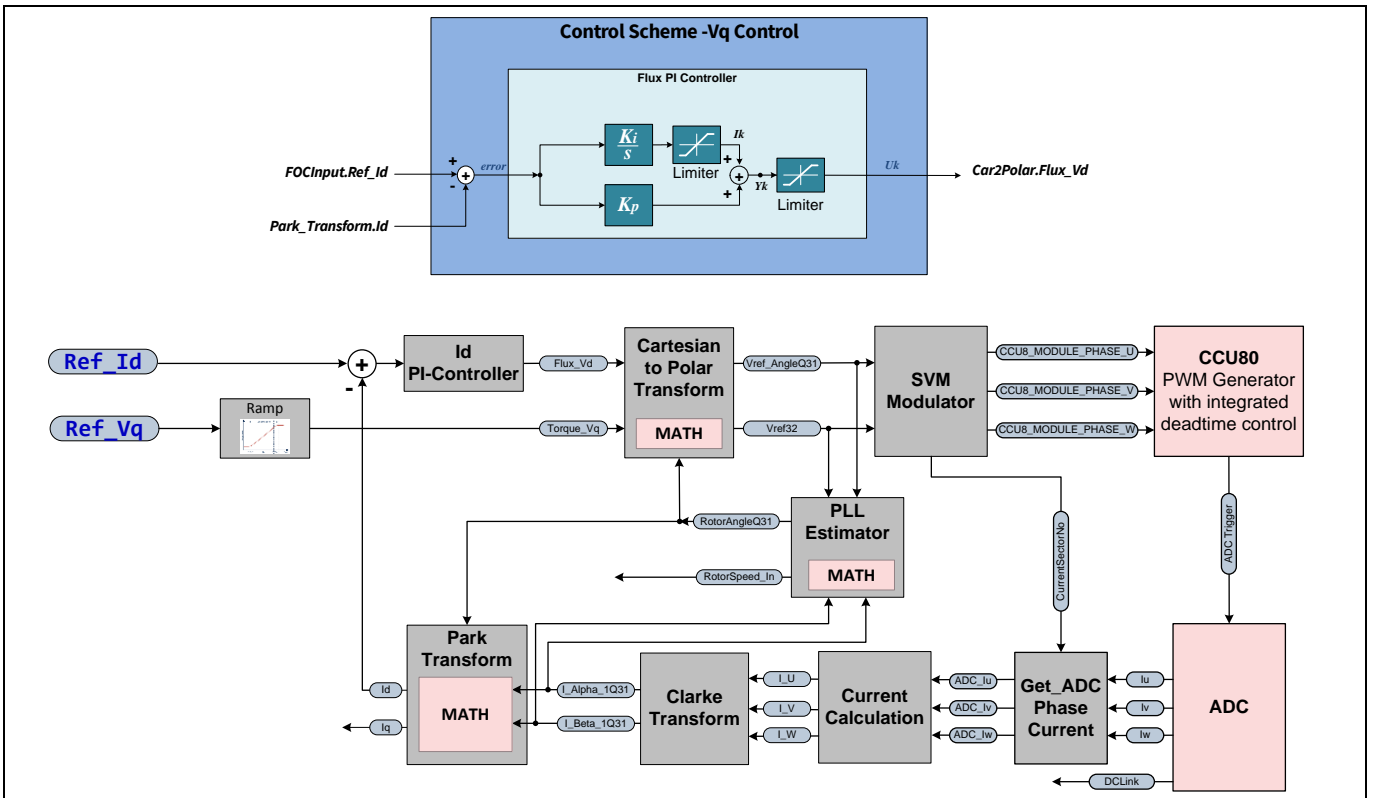 Control Scheme -Vq Control
Flux PI Controller
Ki
s
Limiter
Ik
+
+
error
FOCInput.Ref_Id
-
+
Kp
+
Yk
Limiter
Uk
Car2Polar.Flux_Vd
Park_Transform.Id
Ref_Id
+
-
Id
PI-Controller
Flux_Vd
Cartesian
to Polar
Transform
MATH
Vref_AngleQ31
SVM
Modulator
CCU8_MODULE_PHASE_U
CCU8_MODULE_PHASE_V
CCU8_MODULE_PHASE_W
CCU80
PWM Generator
with integrated
deadtime control
Ref_Vq
Ramp
Torque_Vq
Vref32
RotorAngleQ31
PLL
Estimator
MATH
RotorSpeed_In
CurrentSectorNo
ADC Trigger
Park
Transform
MATH
Id
Iq
I_Alpha_1Q31
I_Beta_1Q31
Clarke
Transform
I_U
I_V
I_W
Current
Calculation
ADC_Iu
ADC_Iv
ADC_Iw
Get_ADC
Phase
Current
Iu
Iv
Iw
ADC
DCLink